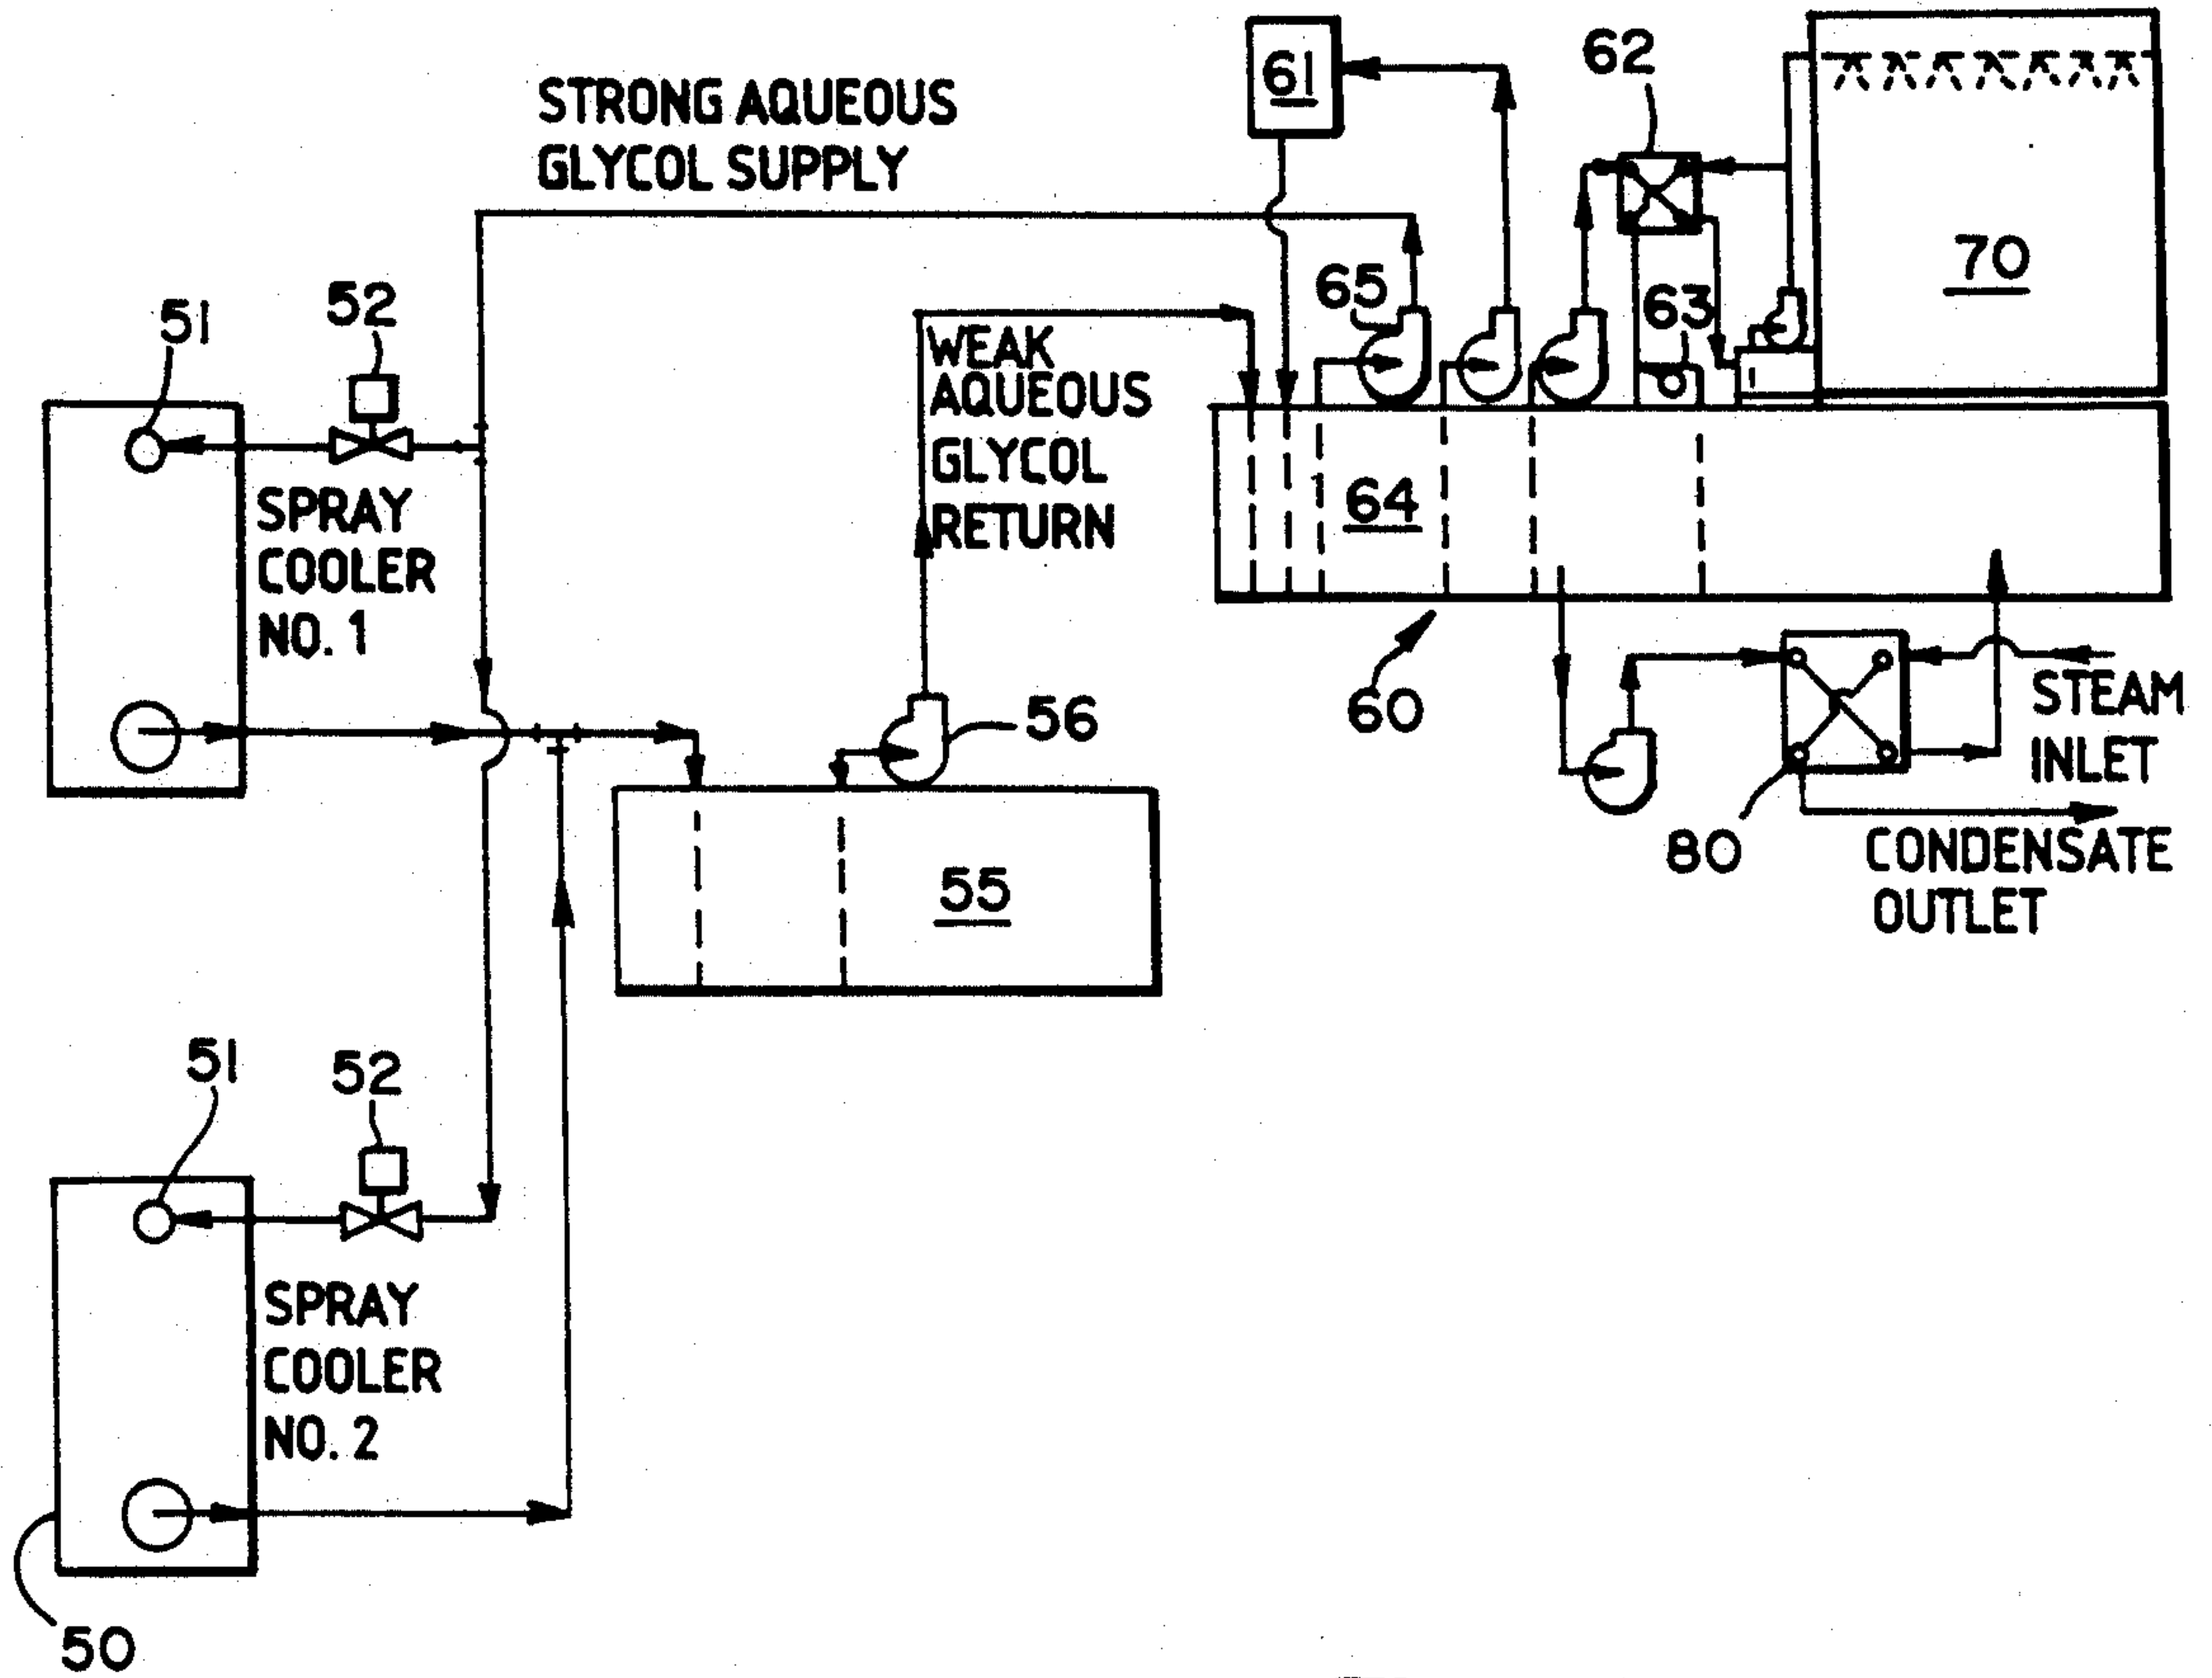 61
62
STRONG AQUEOUS
GLYCOL SUPPLY
70
65
63
51
52
WEAK
AQUEOUS
GLYCOL
RETURN
SPRAY
COOLER
NO. 1
64
60
STEAM
INLET
56
80
CONDENSATE
OUTLET
55
51
52
SPRAY
COOLER
NO. 2
50